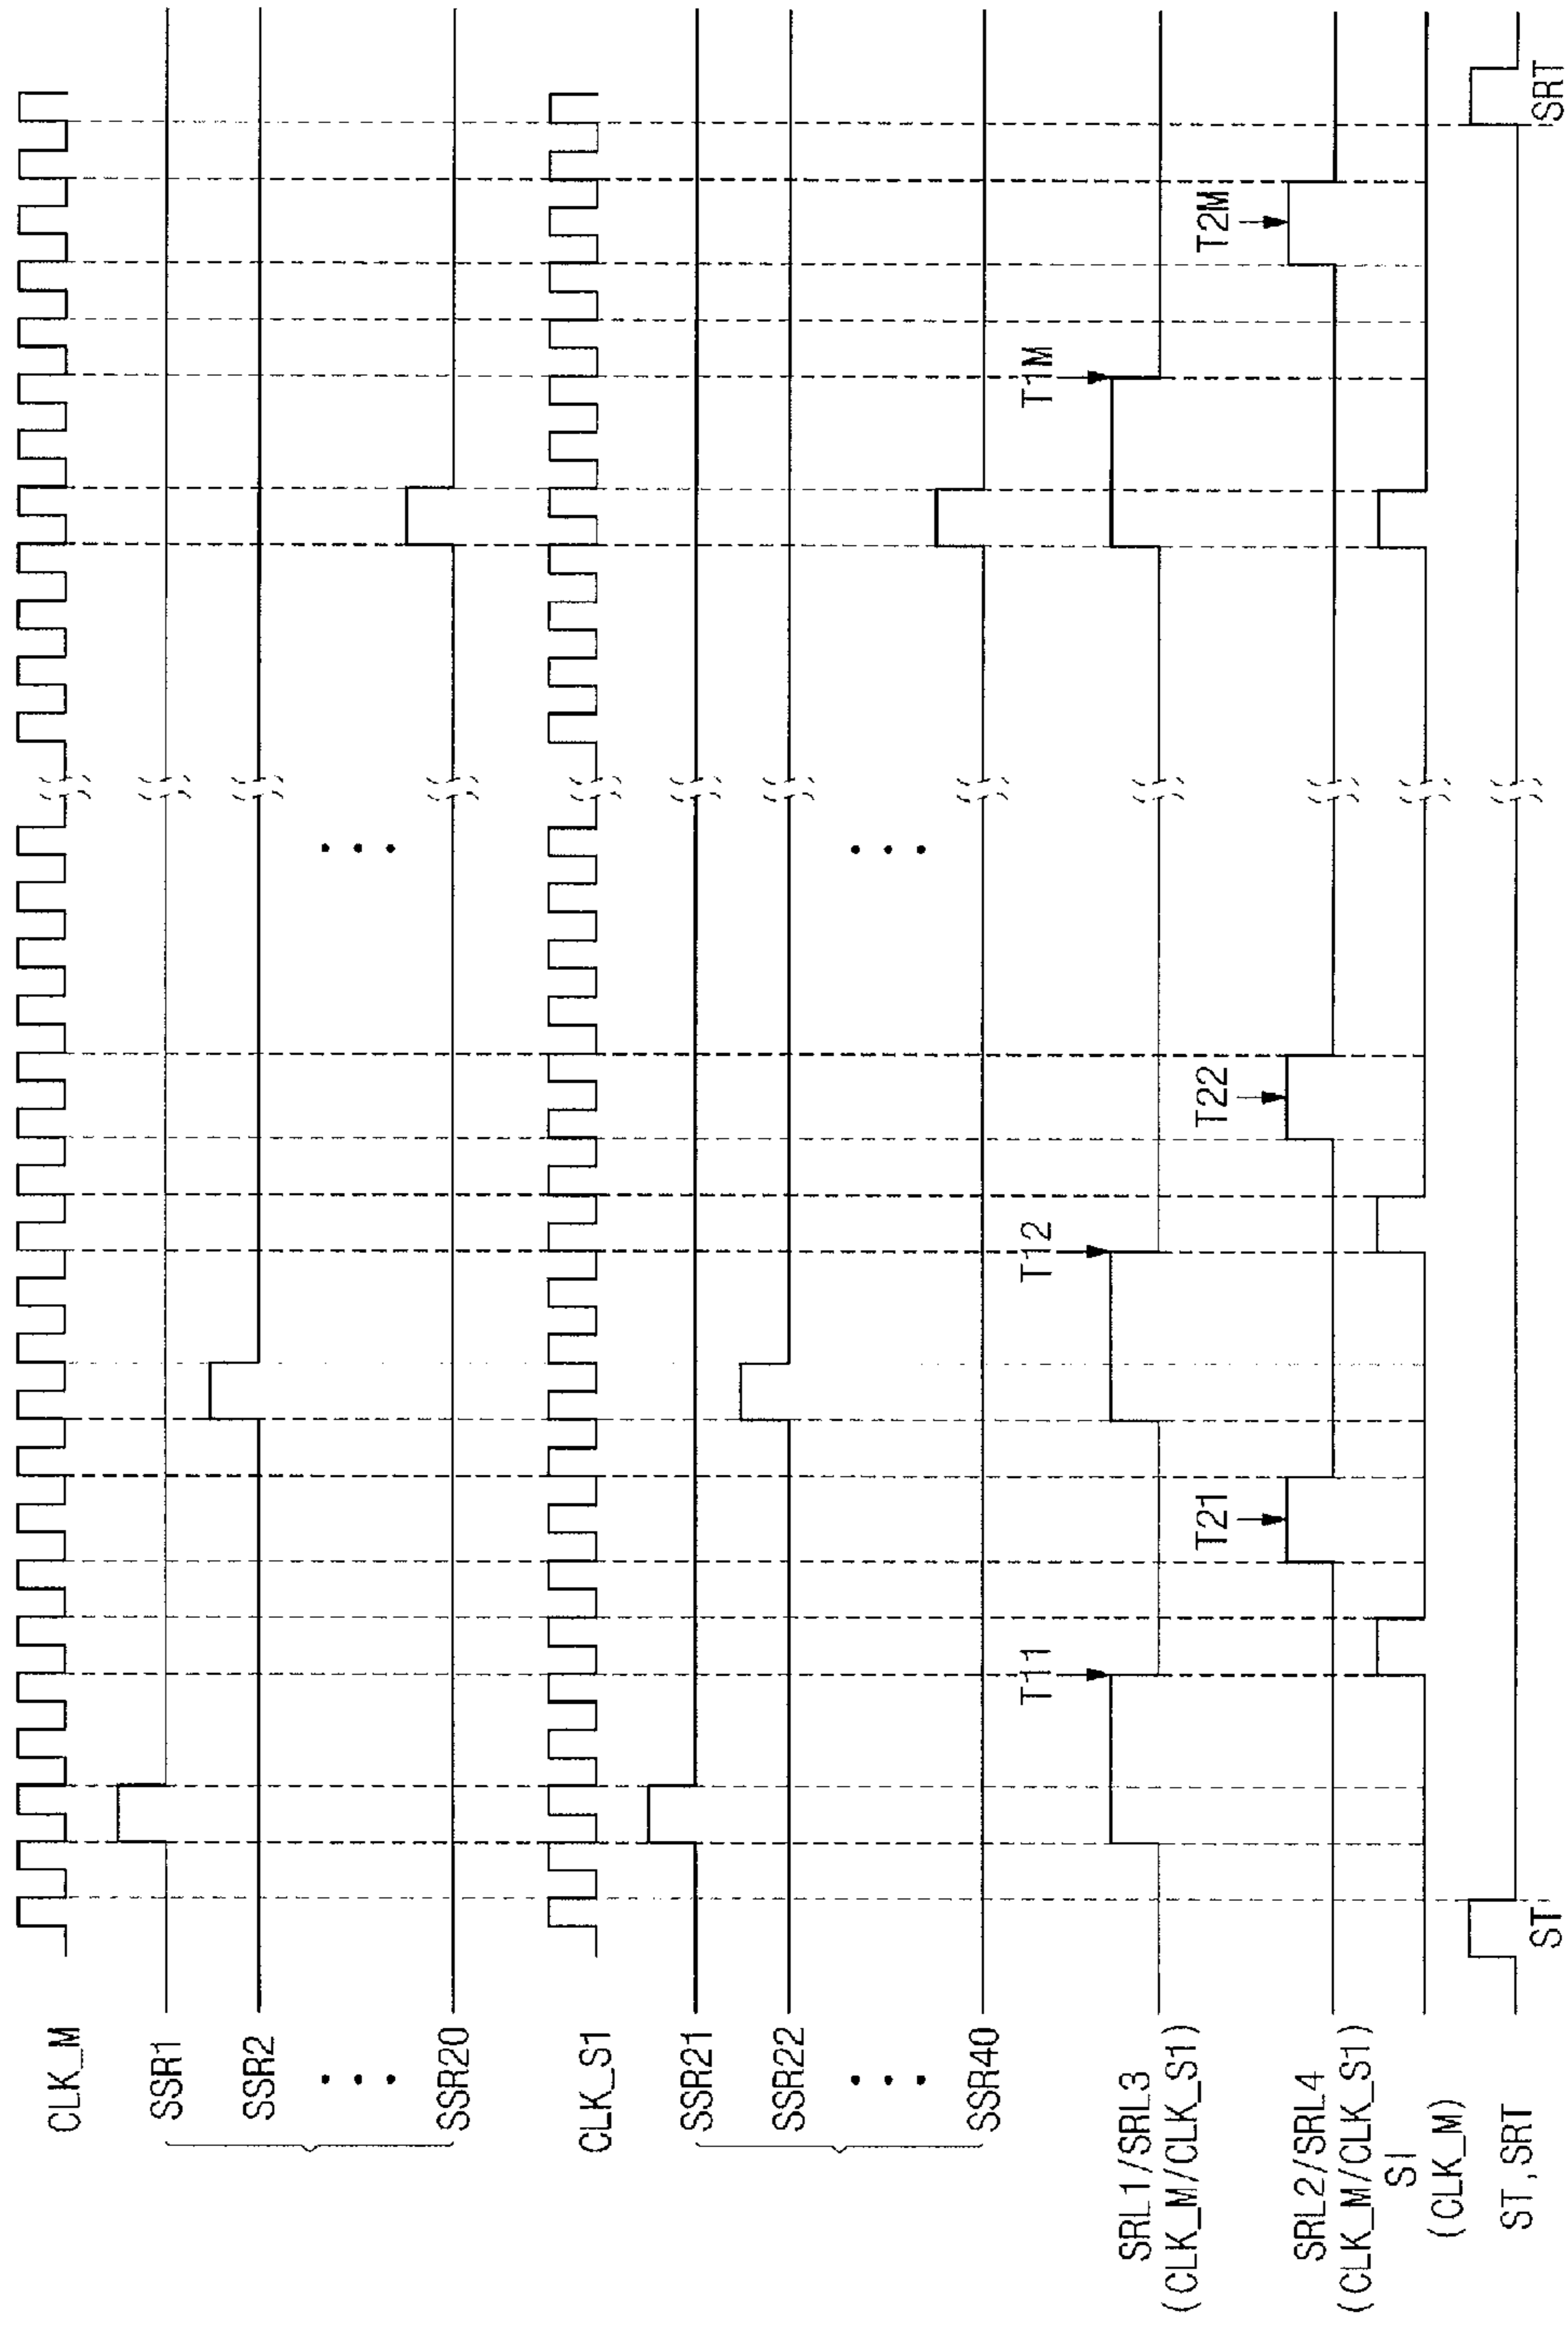 CLK_M
SSR1
SSR2
SSR20
CLK_S1
SSR21
SSR22
SSR40
T11
T12
T1M
SRL1/SRL3
(CLK_M/CLK_S1)
T21
T22
T2M
SRL2/SRL4
(CLK_M/CLK_S1)
SI
(CLK_M)
ST,SRT
ST
SRT